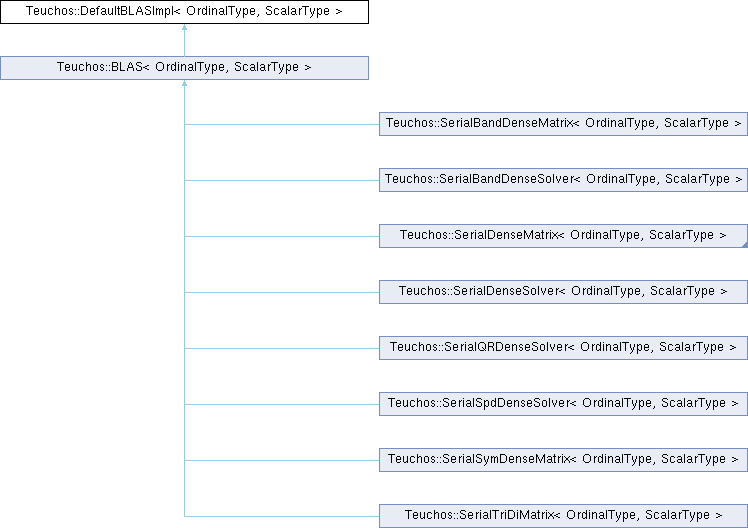 Teuchos::DefaultBLASImpl< OrdinalType, ScalarType >
Teuchos::BLAS< OrdinalType, ScalarType >
Teuchos::SerialBandDenseMatrix< OrdinalType, ScalarType >
Teuchos::SerialBandDenseSolver< OrdinalType, ScalarType >
Teuchos::SerialDenseMatrix< OrdinalType, ScalarType >
Teuchos::SerialDenseSolver< OrdinalType, ScalarType >
Teuchos::SerialQRDenseSolver< OrdinalType, ScalarType >
Teuchos::SerialSpdDenseSolver< OrdinalType, ScalarType >
Teuchos::SerialSymDenseMatrix< OrdinalType, ScalarType >
Teuchos::SerialTriDiMatrix< OrdinalType, ScalarType >